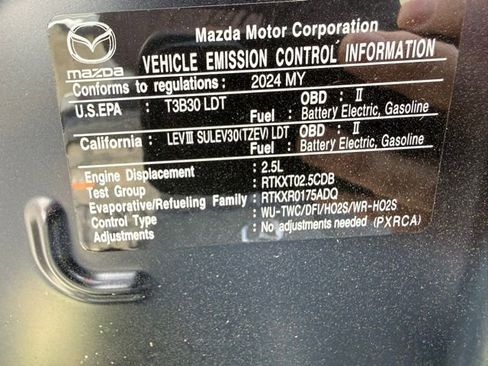 Mazda Motor Corporation
mazda
VEHICLE EMISSION CONTROL INFORMATION
Conforms to regulations: 2024 MY
U.S.EPA : T3B30 LDT OBD : II
Fuel : Battery Electric, Gasoline
California : LEVIII SULEV30(TZEV) LDT OBD : II
Fuel : Battery Electric, Gasoline
Engine Displacement : 2.5L
Test Group : RTKXT02.5CDB
Evaporative/Refueling Family : RTKXR0175ADQ
Control Type : WU-TWC/DFI/HO2S/WR-HO2S
Adjustments : No adjustments needed (PXRCA)